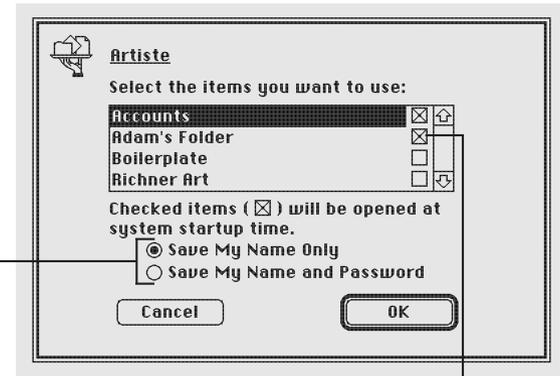 Artiste
Select the items you want to use:
Accounts
Adam's Folder
Boilerplate
Richner Art
Checked items ( ☒ ) will be opened at
system startup time.
Save My Name Only
Save My Name and Password
Cancel OK